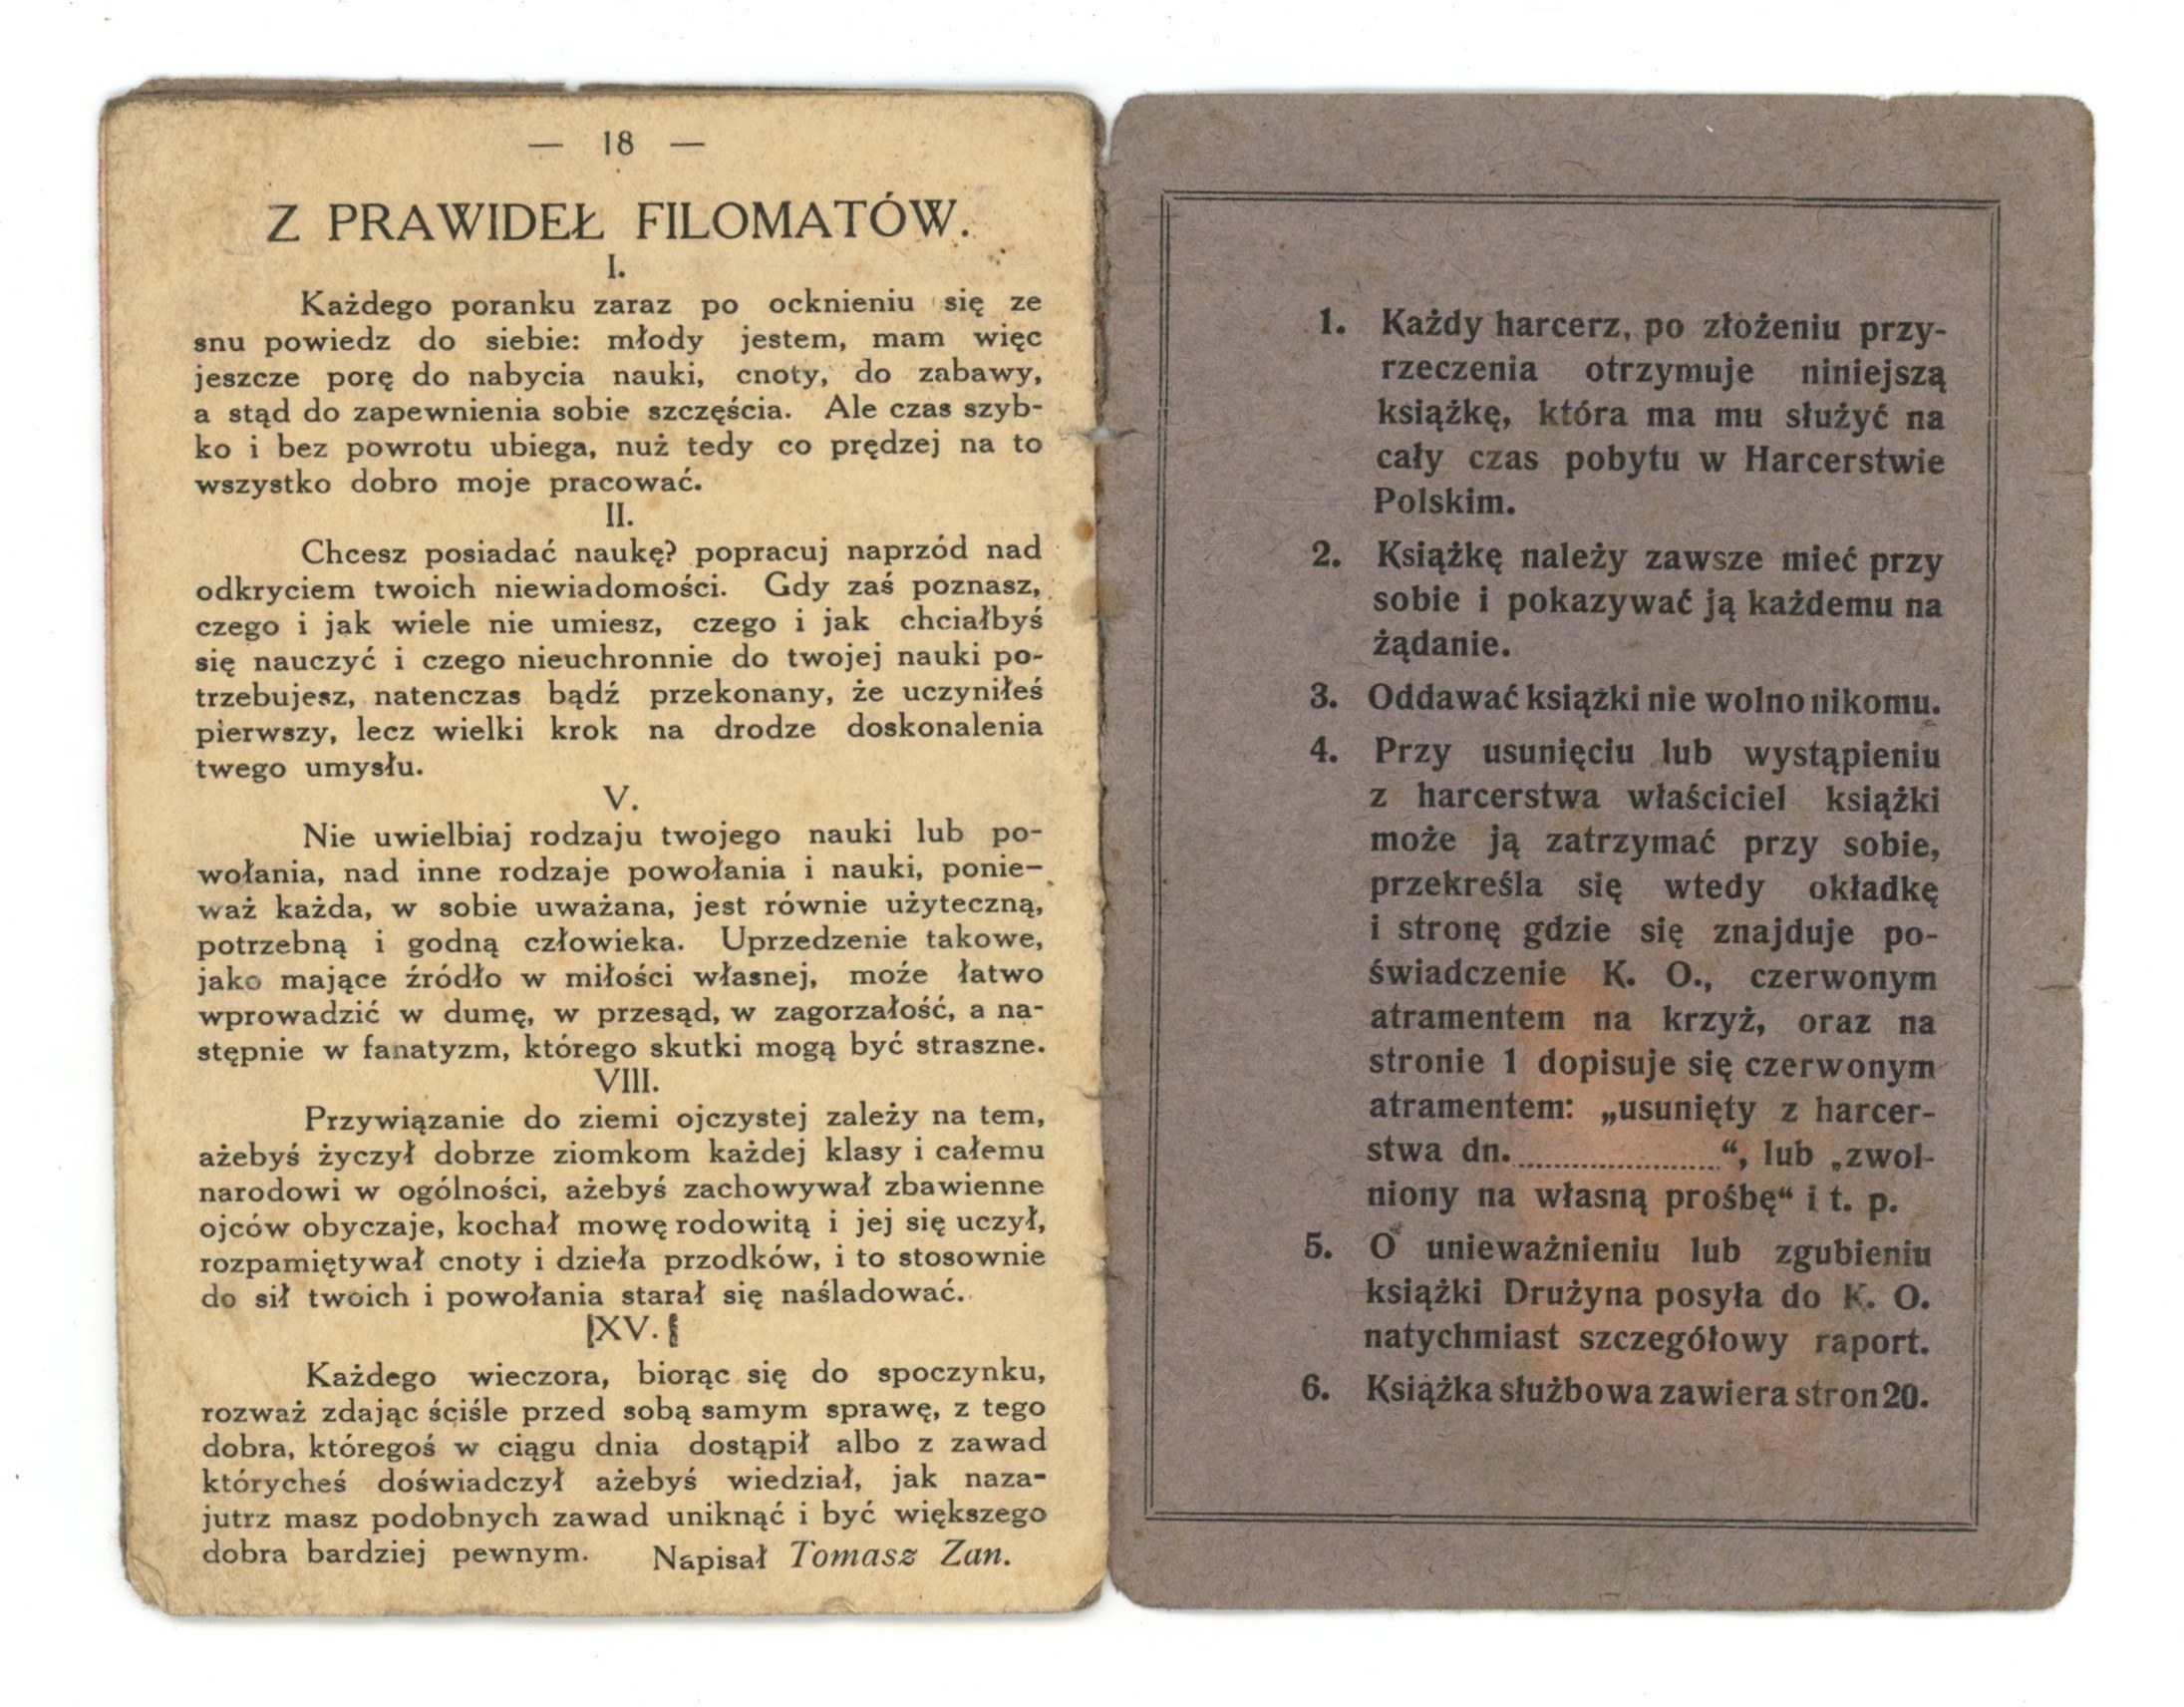 — 18 —
Z PRAWIDEŁ FILOMATÓW.
I.
Każdego poranku zaraz po ocknieniu się ze
snu powiedz do siebie: młody jestem, mam więc
jeszcze porę do nabycia nauki, cnoty, do zabawy,
a stąd do zapewnienia sobie szczęścia. Ale czas szyb-
ko i bez powrotu ubiega, nuż tedy co prędzej na to
wszystko dobro moje pracować.
II.
Chcesz posiadać naukę? popracuj naprzód nad
odkryciem twoich niewiadomości. Gdy zaś poznasz,
czego i jak wiele nie umiesz, czego i jak chciałbyś
się nauczyć i czego nieuchronnie do twojej nauki po-
trzebujesz, natenczas bądź przekonany, że uczyniłeś
pierwszy, lecz wielki krok na drodze doskonalenia
twego umysłu.
V.
Nie uwielbiaj rodzaju twojego nauki lub po-
wołania, nad inne rodzaje powołania i nauki, ponie-
waż każda, w sobie uważana, jest równie użyteczną,
potrzebną i godną człowieka. Uprzedzenie takowe,
jako mające źródło w miłości własnej, może łatwo
wprowadzić w dumę, w przesąd, w zagorzałość, a na-
stępnie w fanatyzm, którego skutki mogą być straszne.
VIII.
Przywiązanie do ziemi ojczystej zależy na tem,
ażebyś życzył dobrze ziomkom każdej klasy i całemu
narodowi w ogólności, ażebyś zachowywał zbawienne
ojców obyczaje, kochał mowę rodowitą i jej się uczył,
rozpamiętywał cnoty i dzieła przodków, i to stosownie
do sił twoich i powołania starał się naśladować.
XV.
Każdego wieczora, biorąc się do spoczynku,
rozważ zdając ściśle przed sobą samym sprawę, z tego
dobra, któregoś w ciągu dnia dostąpił albo z zawad
którycheś doświadczył ażebyś wiedział, jak naza-
jutrz masz podobnych zawad uniknąć i być większego
dobra bardziej pewnym. Napisał Tomasz Zan.
1. Każdy harcerz, po złożeniu przy-
rzeczenia otrzymuje niniejszą
książkę, która ma mu służyć na
cały czas pobytu w Harcerstwie
Polskim.
2. Książkę należy zawsze mieć przy
sobie i pokazywać ją każdemu na
żądanie.
3. Oddawać książki nie wolno nikomu.
4. Przy usunięciu lub wystąpieniu
z harcerstwa właściciel książki
może ją zatrzymać przy sobie,
przekreśla się wtedy okładkę
i stronę gdzie się znajduje po-
świadczenie K. O., czerwonym
atramentem na krzyż, oraz na
stronie 1 dopisuje się czerwonym
atramentem: „usunięty z harcer-
stwa dn.......................“, lub „zwol-
niony na własną prośbę“ i t. p.
5. O unieważnieniu lub zgubieniu
książki Drużyna posyła do K. O.
natychmiast szczegółowy raport.
6. Książka służbowa zawiera stron 20.